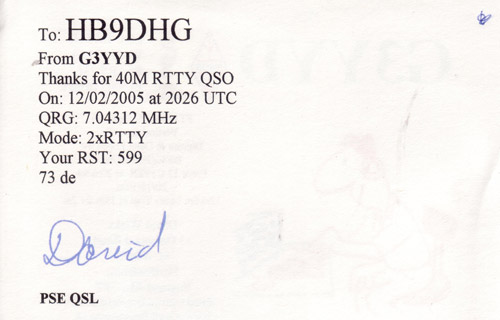 To: HB9DHG
From G3YYD
Thanks for 40M RTTY QSO
On: 12/02/2005 at 2026 UTC
QRG: 7.04312 MHz
Mode: 2xRTTY
Your RST: 599
73 de
David
PSE QSL